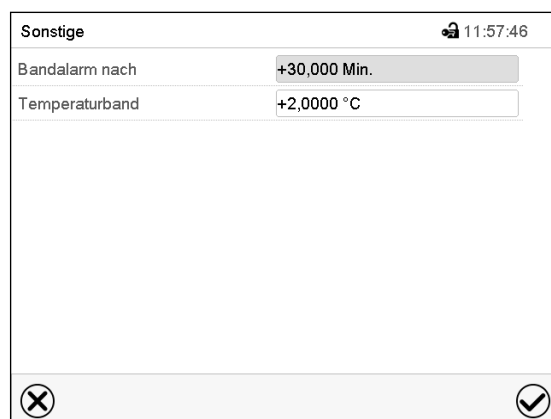 Sonstige 11:57:46
Bandalarm nach +30,000 Min.
Temperaturband +2,0000 °C